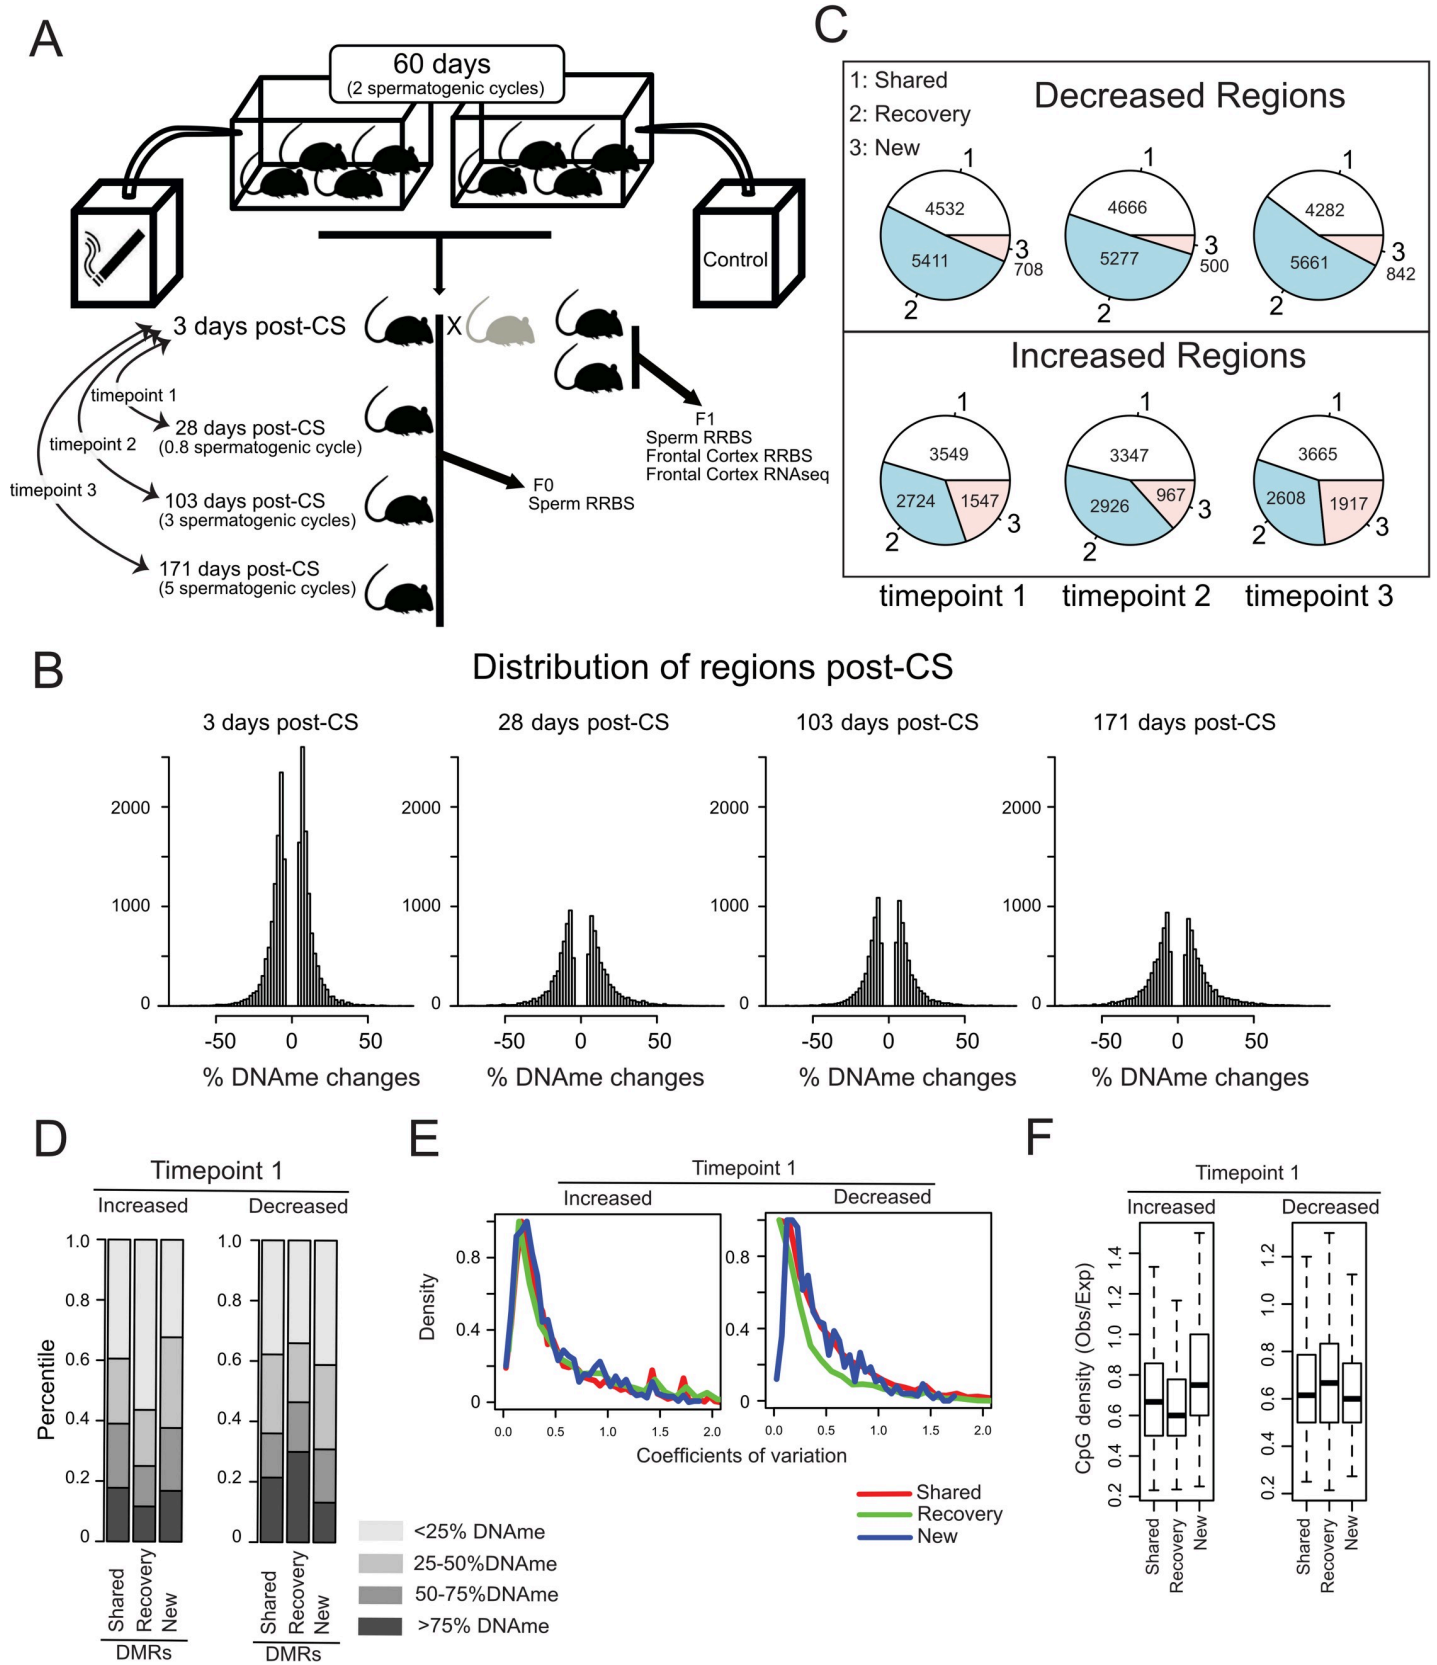 A
60 days
(2 spermatogenic cycles)
Control
3 days post-CS
X
timepoint 1
28 days post-CS
(0.8 spermatogenic cycle)
timepoint 2
103 days post-CS
(3 spermatogenic cycles)
timepoint 3
171 days post-CS
(5 spermatogenic cycles)
F0
Sperm RRBS
F1
Sperm RRBS
Frontal Cortex RRBS
Frontal Cortex RNAseq
C
1: Shared
2: Recovery
3: New
Decreased Regions
1
4532
5411
2
3
708
1
4666
5277
2
3
500
1
4282
5661
2
3
842
Increased Regions
1
3549
2724
1547
2
3
1
3347
2926
967
2
3
1
3665
2608
1917
2
3
timepoint 1 timepoint 2 timepoint 3
B
Distribution of regions post-CS
3 days post-CS
2000
1000
0
-50 0 50
% DNAme changes
28 days post-CS
2000
1000
0
-50 0 50
% DNAme changes
103 days post-CS
2000
1000
0
-50 0 50
% DNAme changes
171 days post-CS
2000
1000
0
-50 0 50
% DNAme changes
D
Timepoint 1
Increased Decreased
Percentile
1.0
0.8
0.6
0.4
0.2
0
1.0
0.8
0.6
0.4
0.2
0
Shared
Recovery
New
DMRs
Shared
Recovery
New
DMRs
<25% DNAme
25-50%DNAme
50-75%DNAme
>75% DNAme
E
Timepoint 1
Increased Decreased
Density
0.8
0.4
0
0.8
0.4
0
0.0 0.5 1.0 1.5 2.0
0.0 0.5 1.0 1.5 2.0
Coefficients of variation
Shared
Recovery
New
F
Timepoint 1
Increased Decreased
CpG density (Obs/Exp)
0.2 0.4 0.6 0.8 1.0 1.2 1.4
0.2 0.4 0.6 0.8 1.0 1.2
Shared
Recovery
New
Shared
Recovery
New